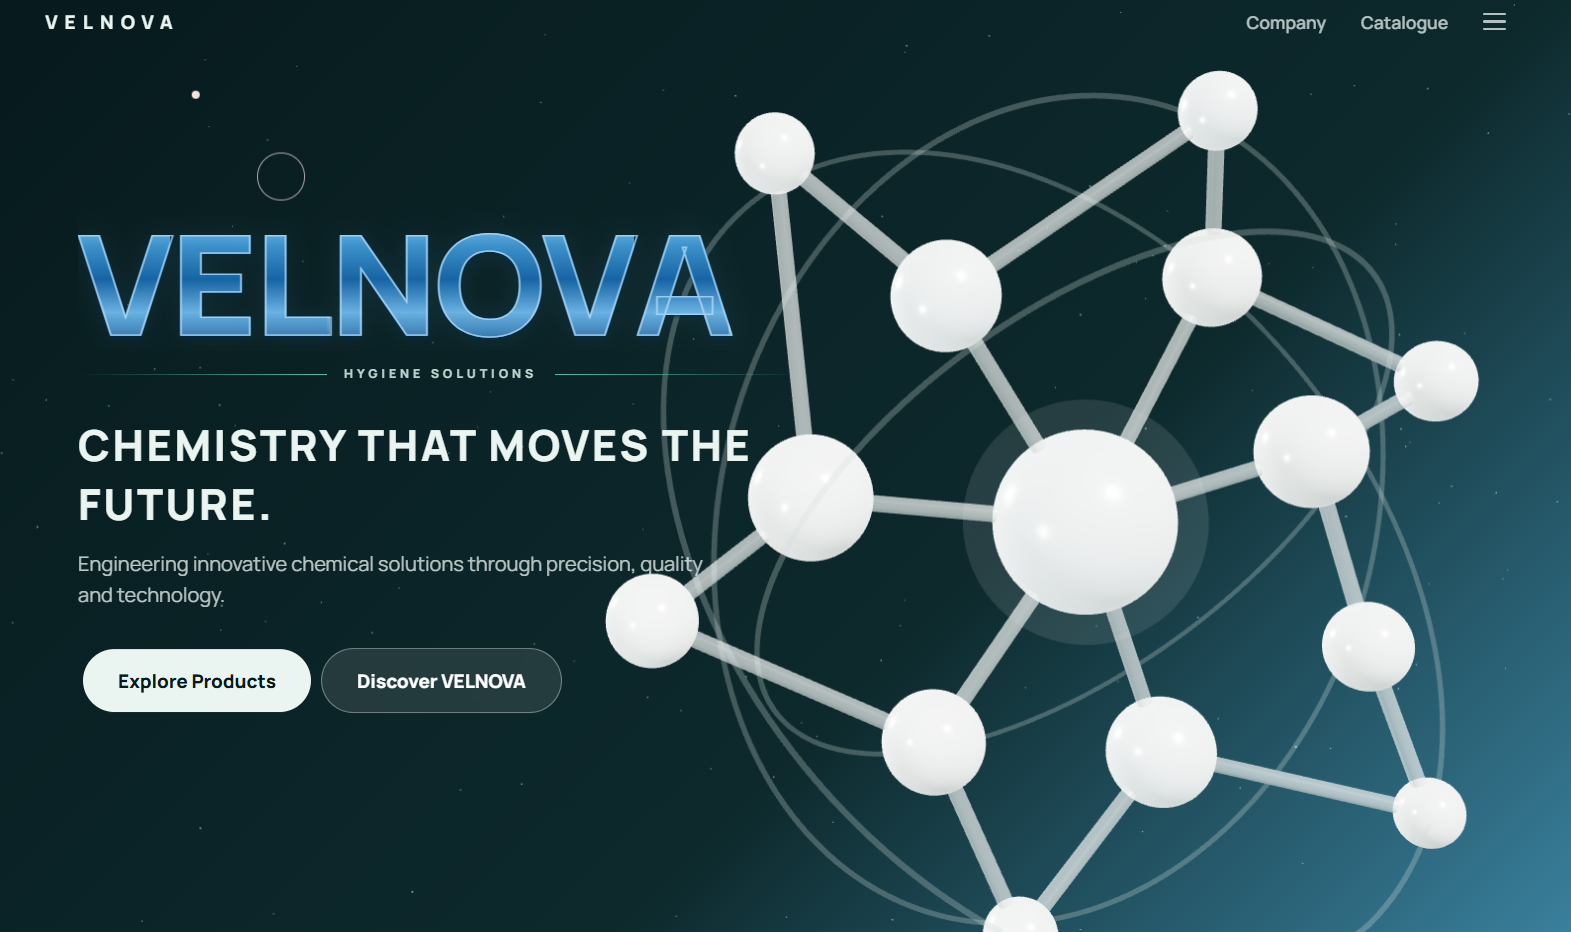 VELNOVA
Company
Catalogue
VELNOVA
HYGIENE SOLUTIONS
CHEMISTRY THAT MOVES THE
FUTURE.
Engineering innovative chemical solutions through precision, quality
and technology.
Explore Products
Discover VELNOVA